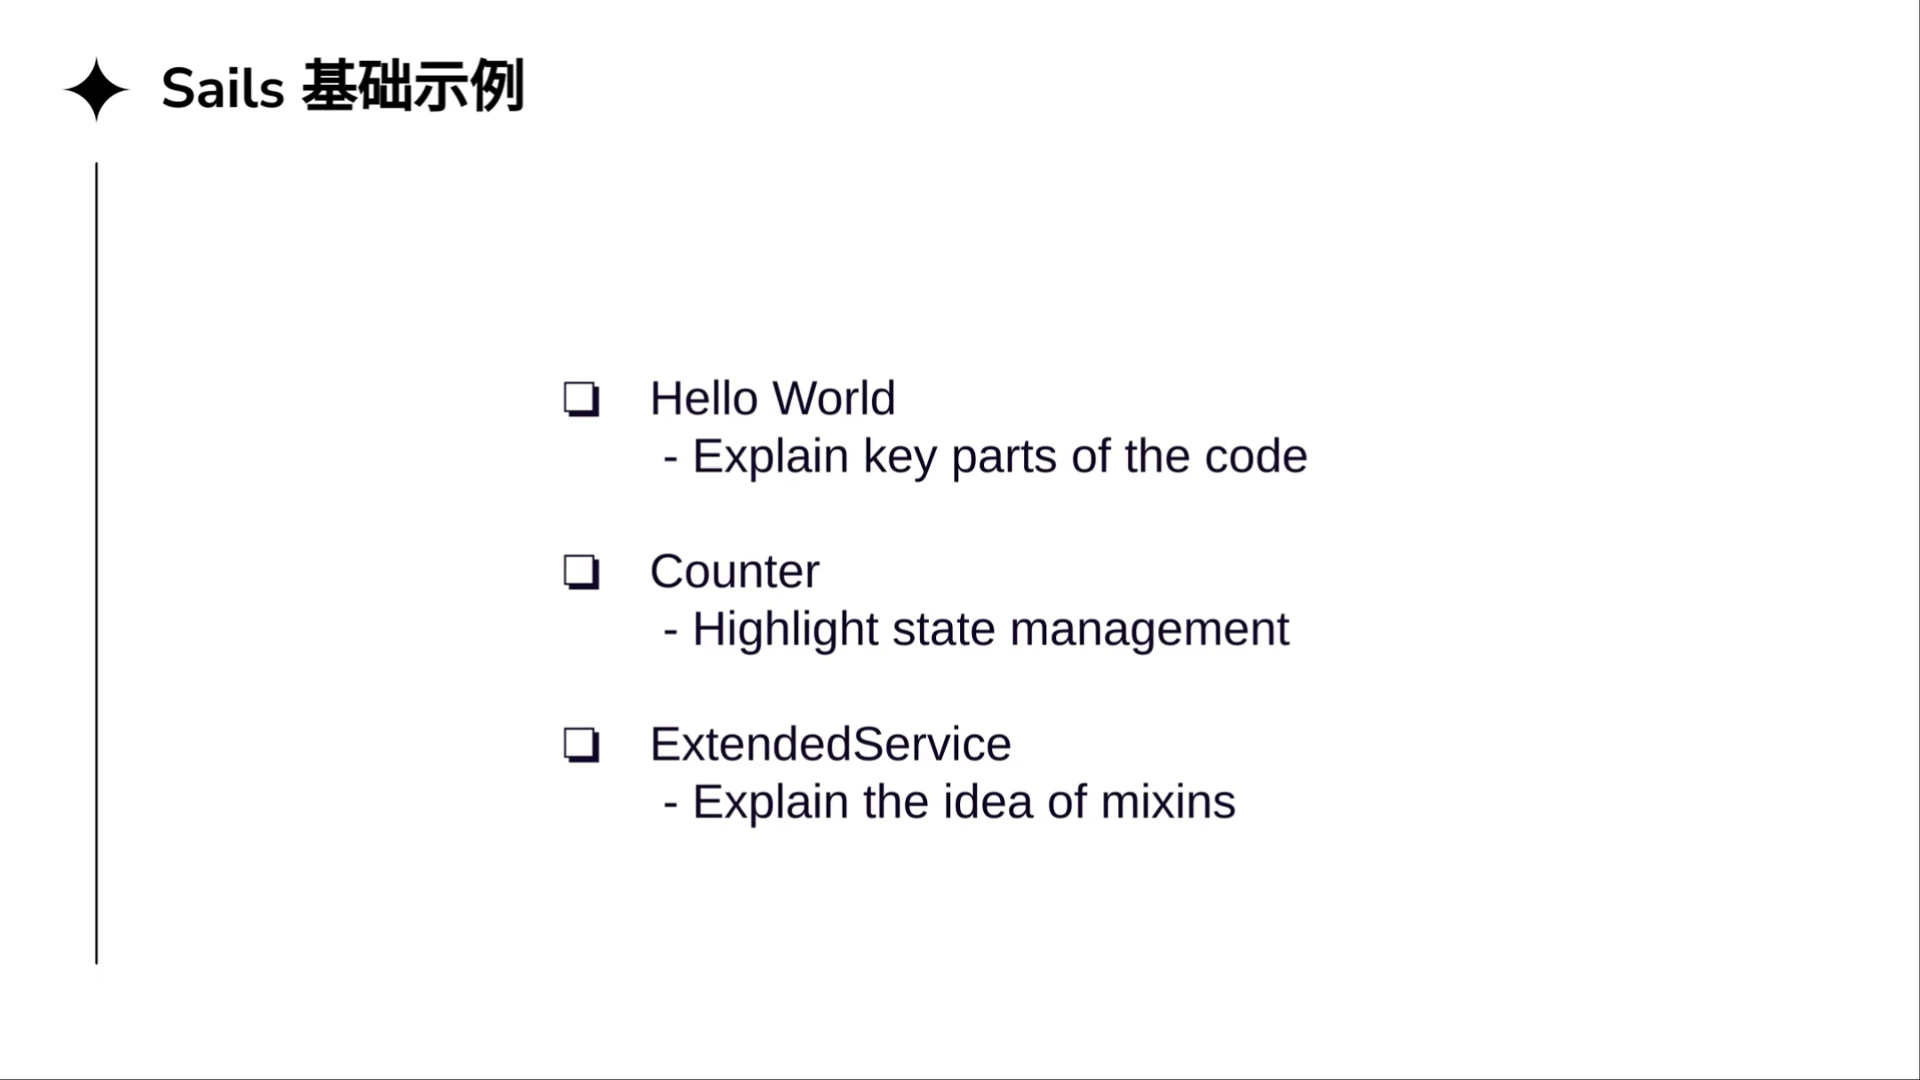 Sails 基础示例
❏ Hello World
- Explain key parts of the code
❏ Counter
- Highlight state management
❏ ExtendedService
- Explain the idea of mixins